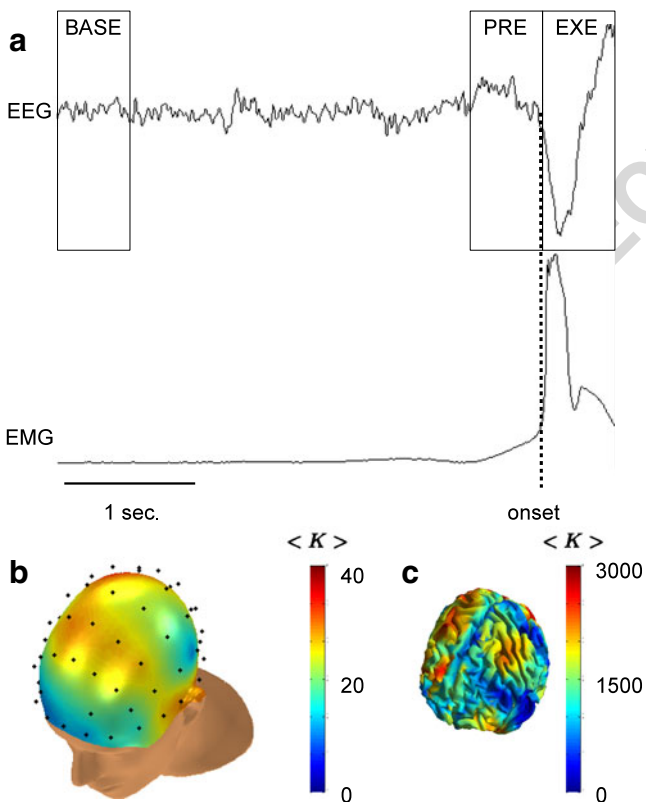 a
BASE
PRE
EXE
EEG
EMG
1 sec.
onset
b
< K >
40
20
0
c
< K >
3000
1500
0